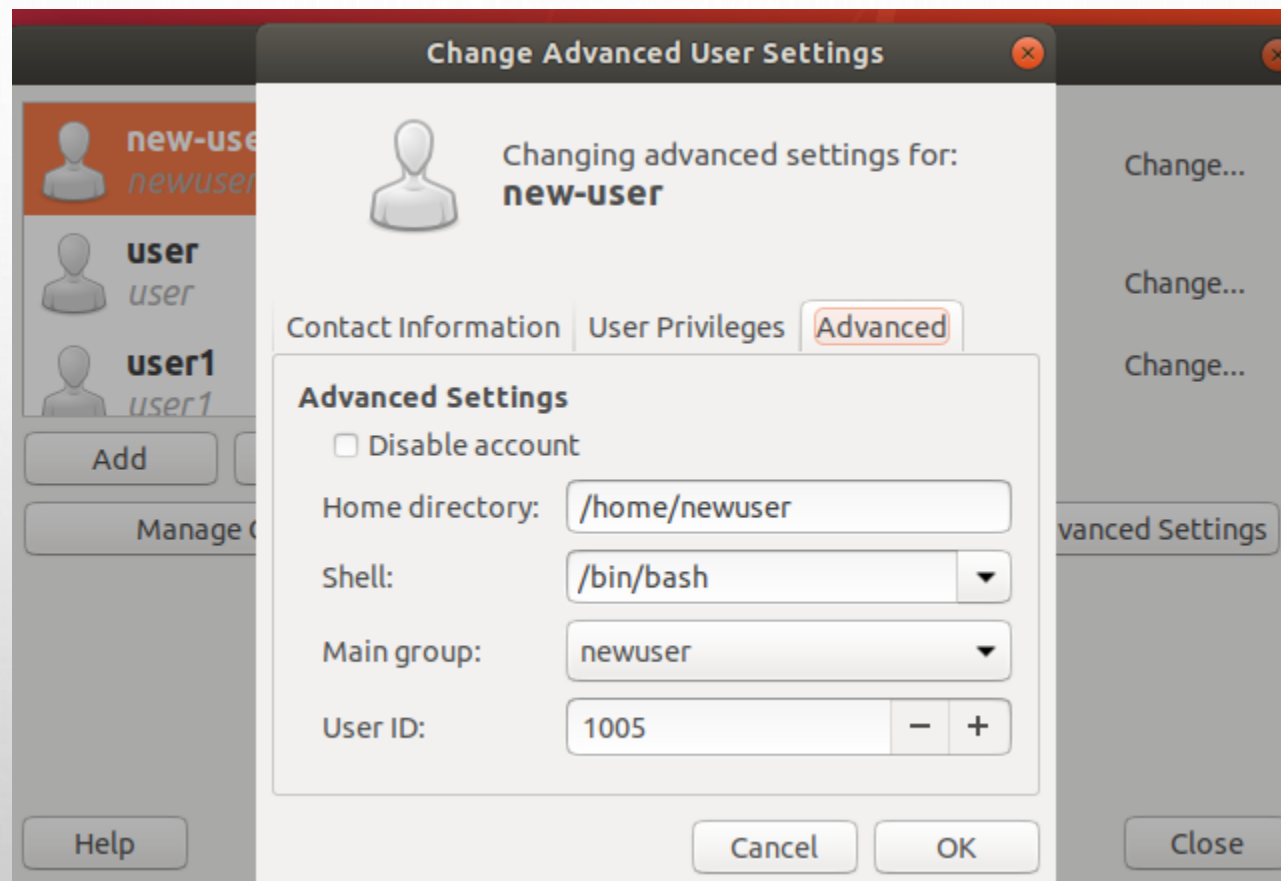 Change Advanced User Settings
new-use
newuser
Changing advanced settings for:
new-user
Change...
user
user
Change...
Contact Information User Privileges Advanced
user1
user1
Change...
Advanced Settings
Disable account
Add
Home directory: /home/newuser
Manage
vanced Settings
Shell: /bin/bash
Main group: newuser
User ID: 1005 − +
Help
Cancel OK
Close